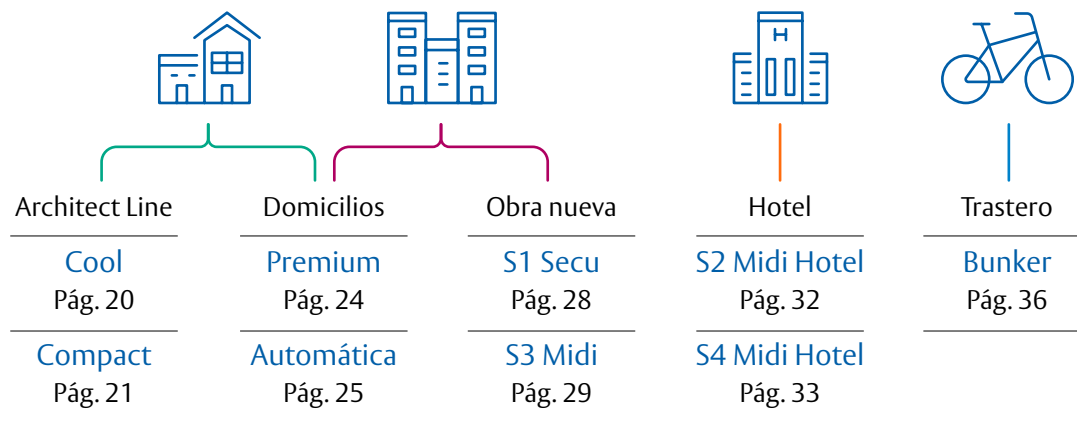 H
Architect Line
Domicilios
Obra nueva
Hotel
Trastero
Cool
Pág. 20
Premium
Pág. 24
S1 Secu
Pág. 28
S2 Midi Hotel
Pág. 32
Bunker
Pág. 36
Compact
Pág. 21
Automática
Pág. 25
S3 Midi
Pág. 29
S4 Midi Hotel
Pág. 33